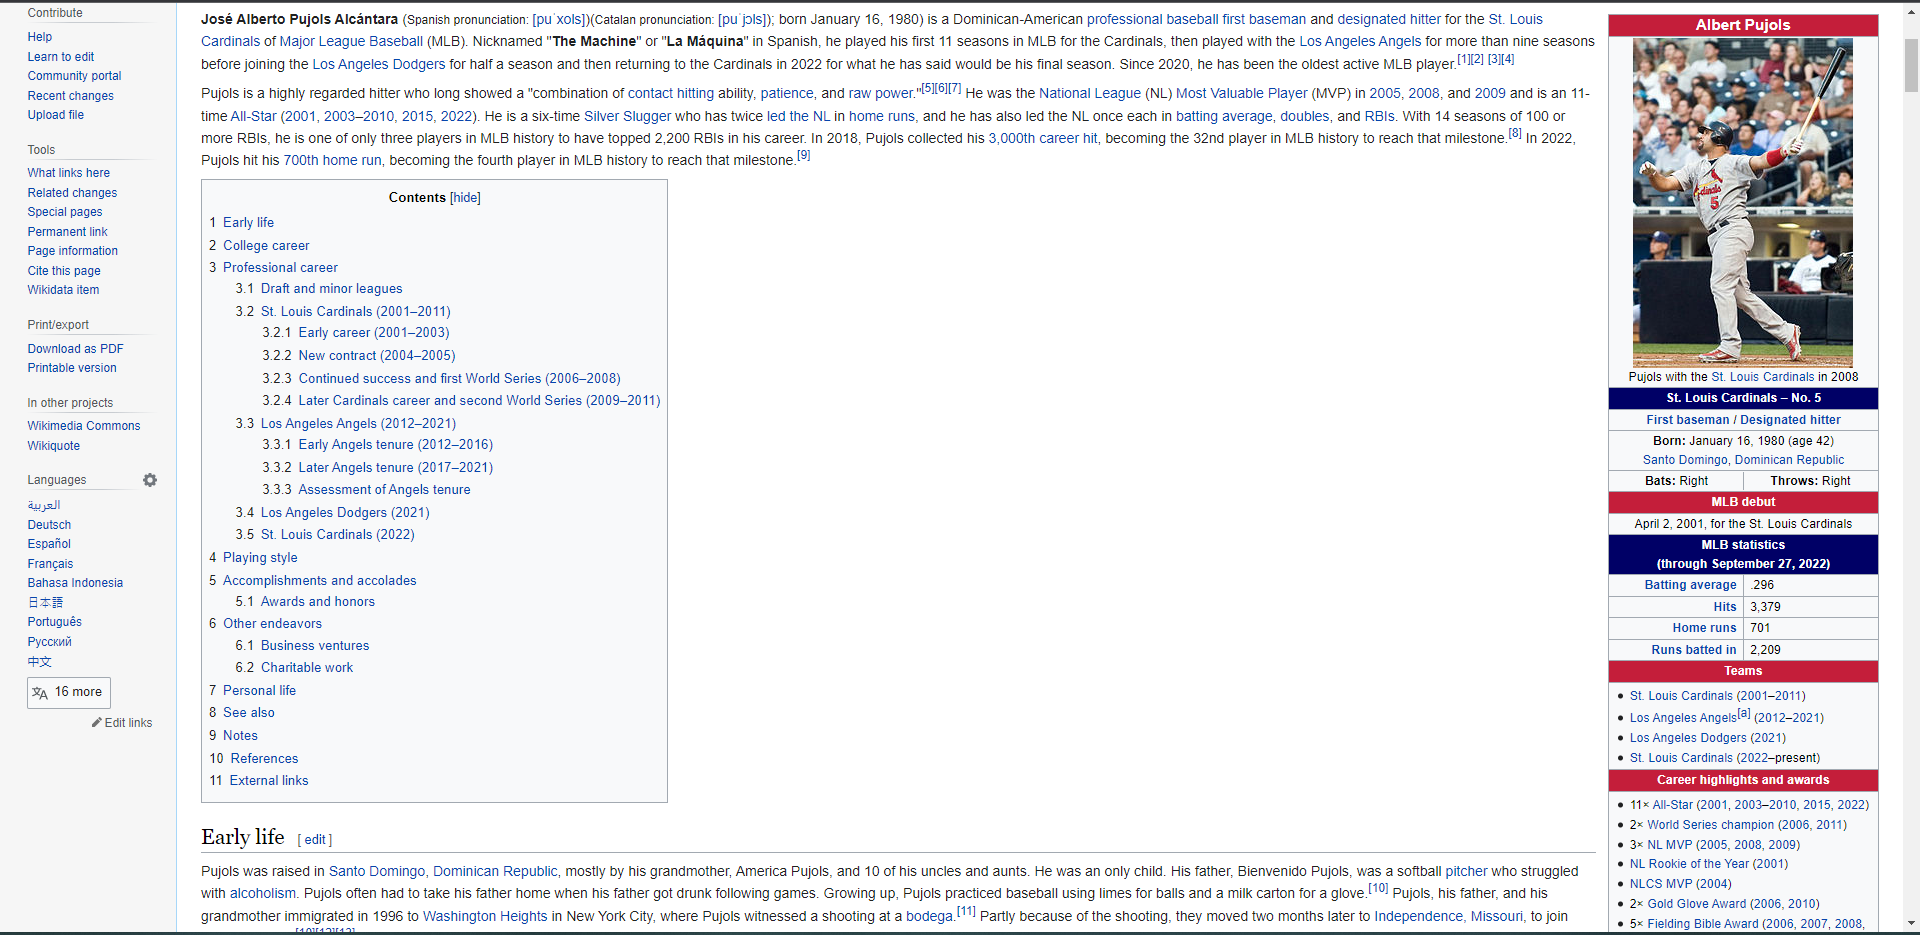 Contribute
Help
Learn to edit
Community portal
Recent changes
Upload file
Tools
What links here
Related changes
Special pages
Permanent link
Page information
Cite this page
Wikidata item
Print/export
Download as PDF
Printable version
In other projects
Wikimedia Commons
Wikiquote
Languages
العربية
Deutsch
Español
Français
Bahasa Indonesia
日本語
Português
Русский
中文
16 more
Edit links
José Alberto Pujols Alcántara (Spanish pronunciation: [puˈxols])(Catalan pronunciation: [puˈjɔls]); born January 16, 1980) is a Dominican-American professional baseball first baseman and designated hitter for the St. Louis
Cardinals of Major League Baseball (MLB). Nicknamed "The Machine" or "La Máquina" in Spanish, he played his first 11 seasons in MLB for the Cardinals, then played with the Los Angeles Angels for more than nine seasons
before joining the Los Angeles Dodgers for half a season and then returning to the Cardinals in 2022 for what he has said would be his final season. Since 2020, he has been the oldest active MLB player.[1][2] [3][4]
Pujols is a highly regarded hitter who long showed a "combination of contact hitting ability, patience, and raw power."[5][6][7] He was the National League (NL) Most Valuable Player (MVP) in 2005, 2008, and 2009 and is an 11-
time All-Star (2001, 2003–2010, 2015, 2022). He is a six-time Silver Slugger who has twice led the NL in home runs, and he has also led the NL once each in batting average, doubles, and RBIs. With 14 seasons of 100 or
more RBIs, he is one of only three players in MLB history to have topped 2,200 RBIs in his career. In 2018, Pujols collected his 3,000th career hit, becoming the 32nd player in MLB history to reach that milestone.[8] In 2022,
Pujols hit his 700th home run, becoming the fourth player in MLB history to reach that milestone.[9]
Contents [hide]
1 Early life
2 College career
3 Professional career
3.1 Draft and minor leagues
3.2 St. Louis Cardinals (2001–2011)
3.2.1 Early career (2001–2003)
3.2.2 New contract (2004–2005)
3.2.3 Continued success and first World Series (2006–2008)
3.2.4 Later Cardinals career and second World Series (2009–2011)
3.3 Los Angeles Angels (2012–2021)
3.3.1 Early Angels tenure (2012–2016)
3.3.2 Later Angels tenure (2017–2021)
3.3.3 Assessment of Angels tenure
3.4 Los Angeles Dodgers (2021)
3.5 St. Louis Cardinals (2022)
4 Playing style
5 Accomplishments and accolades
5.1 Awards and honors
6 Other endeavors
6.1 Business ventures
6.2 Charitable work
7 Personal life
8 See also
9 Notes
10 References
11 External links
Early life [ edit ]
Pujols was raised in Santo Domingo, Dominican Republic, mostly by his grandmother, America Pujols, and 10 of his uncles and aunts. He was an only child. His father, Bienvenido Pujols, was a softball pitcher who struggled
with alcoholism. Pujols often had to take his father home when his father got drunk following games. Growing up, Pujols practiced baseball using limes for balls and a milk carton for a glove.[10] Pujols, his father, and his
grandmother immigrated in 1996 to Washington Heights in New York City, where Pujols witnessed a shooting at a bodega.[11] Partly because of the shooting, they moved two months later to Independence, Missouri, to join
Albert Pujols
Cardinals
5
Pujols with the St. Louis Cardinals in 2008
St. Louis Cardinals – No. 5
First baseman / Designated hitter
Born: January 16, 1980 (age 42)
Santo Domingo, Dominican Republic
Bats: Right Throws: Right
MLB debut
April 2, 2001, for the St. Louis Cardinals
MLB statistics
(through September 27, 2022)
Batting average .296
Hits 3,379
Home runs 701
Runs batted in 2,209
Teams
• St. Louis Cardinals (2001–2011)
• Los Angeles Angels[a] (2012–2021)
• Los Angeles Dodgers (2021)
• St. Louis Cardinals (2022–present)
Career highlights and awards
• 11× All-Star (2001, 2003–2010, 2015, 2022)
• 2× World Series champion (2006, 2011)
• 3× NL MVP (2005, 2008, 2009)
• NL Rookie of the Year (2001)
• NLCS MVP (2004)
• 2× Gold Glove Award (2006, 2010)
• 5× Fielding Bible Award (2006, 2007, 2008,